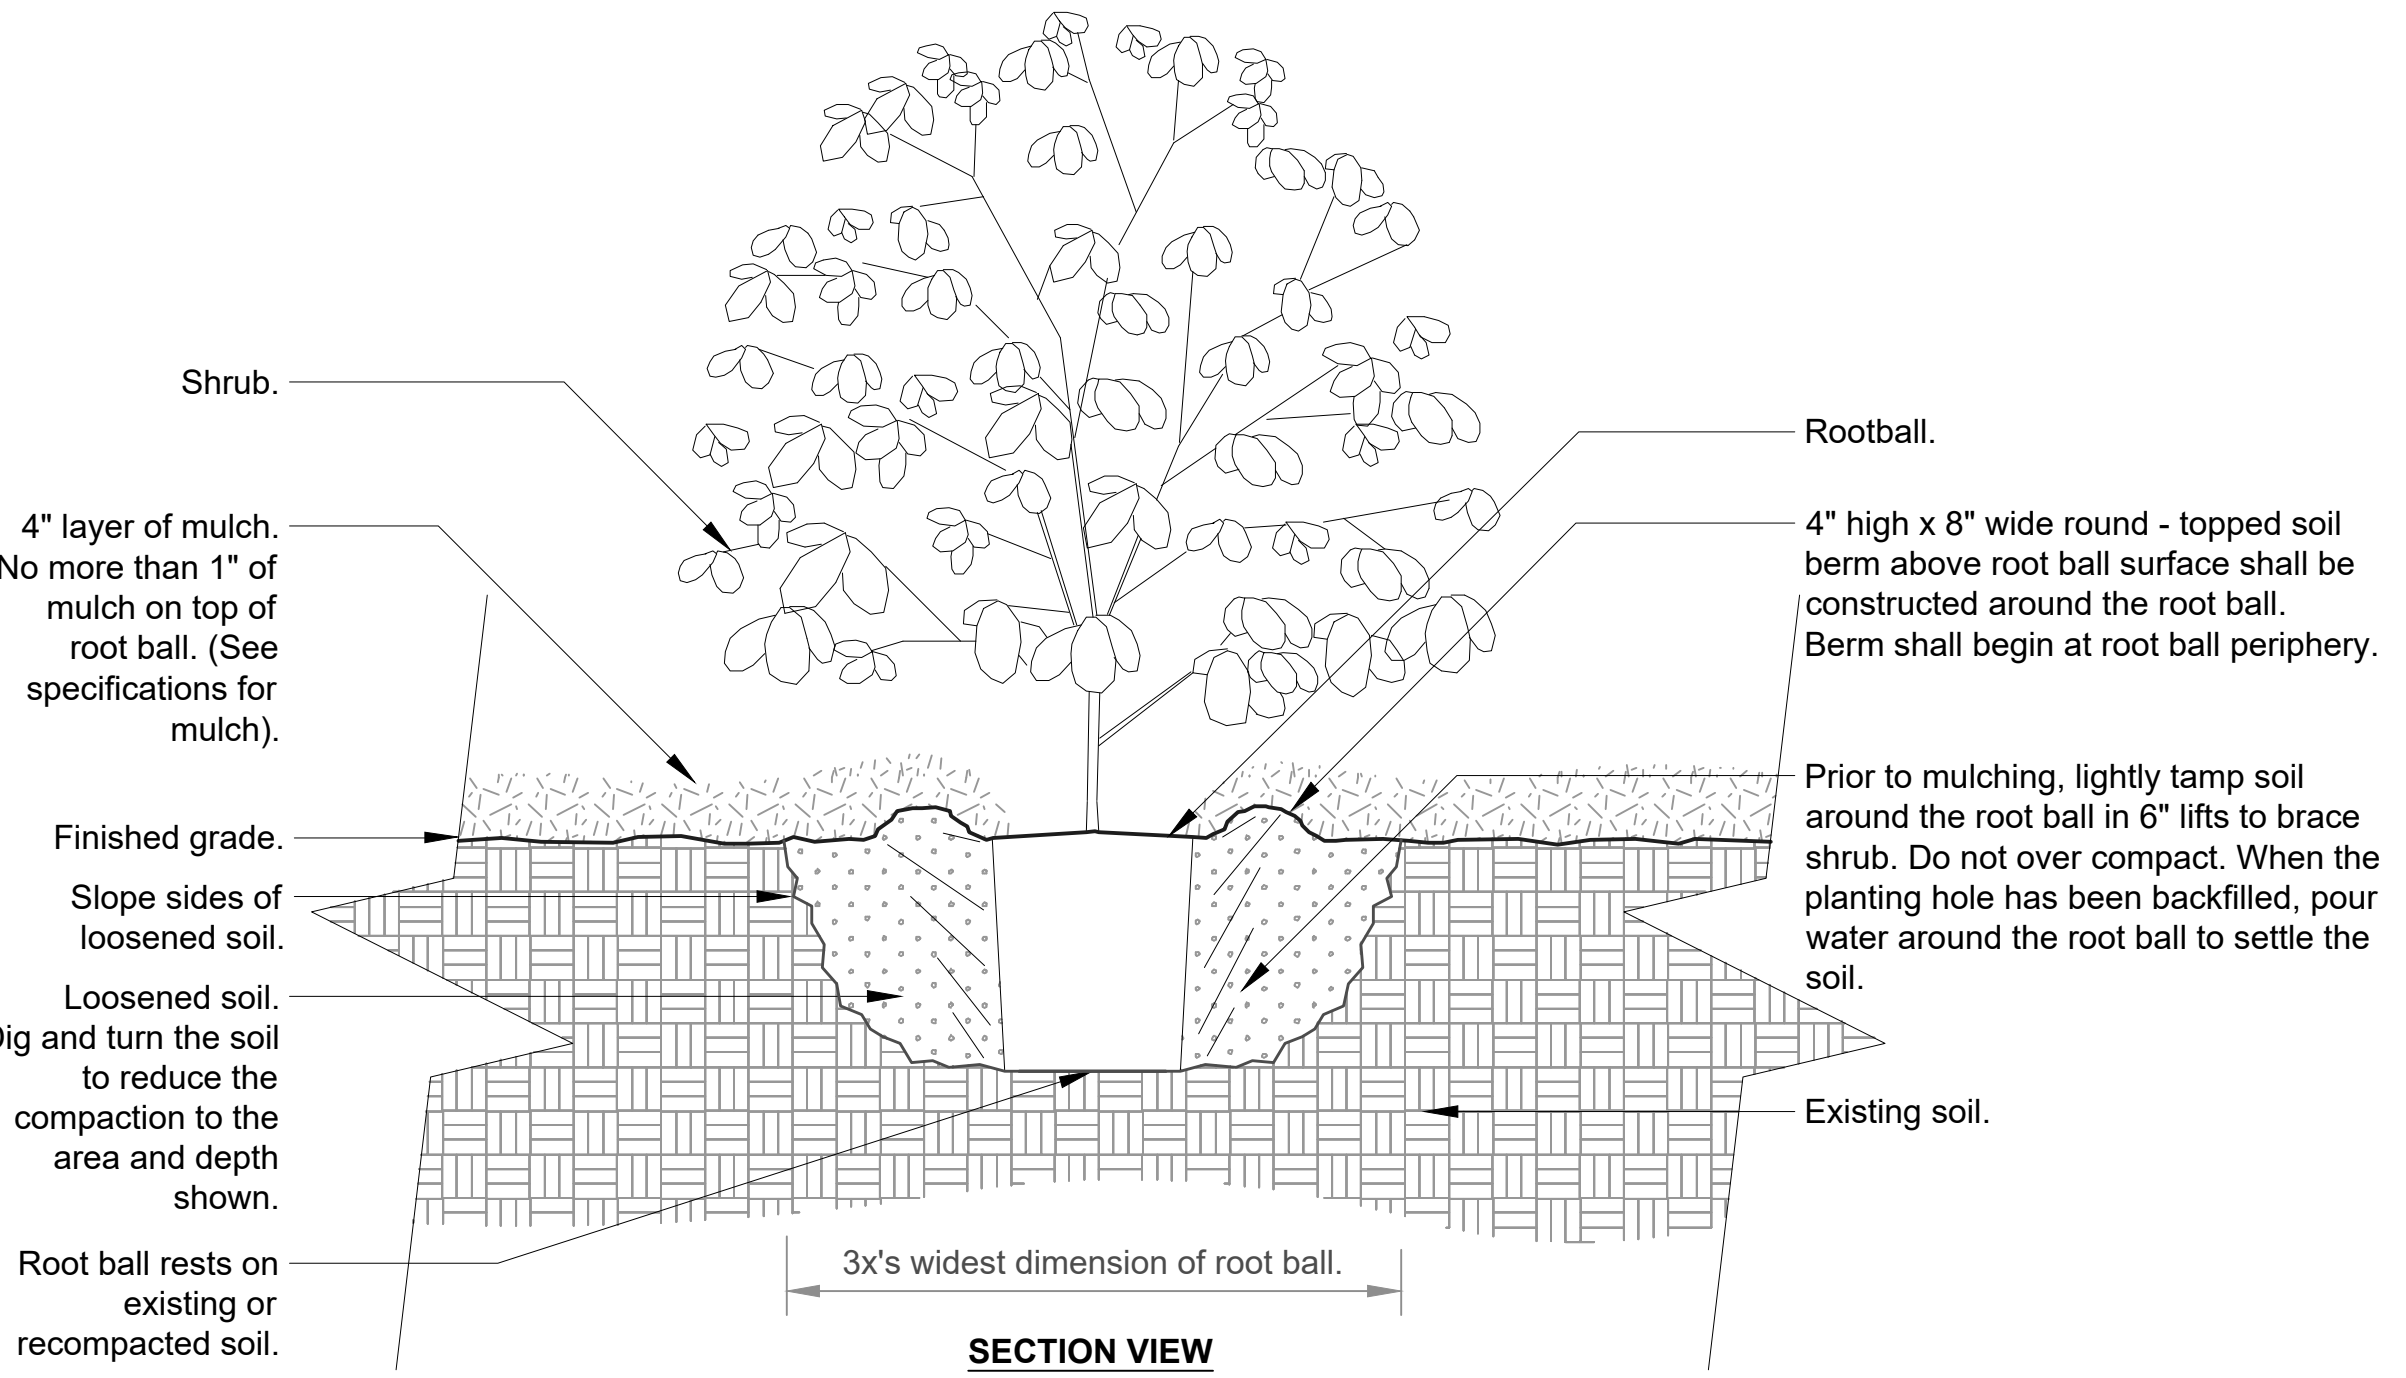 Shrub.
4" layer of mulch.
No more than 1" of
mulch on top of
root ball. (See
specifications for
mulch).
Finished grade.
Slope sides of
loosened soil.
Loosened soil.
Dig and turn the soil
to reduce the
compaction to the
area and depth
shown.
Root ball rests on
existing or
recompacted soil.
Rootball.
4" high x 8" wide round - topped soil
berm above root ball surface shall be
constructed around the root ball.
Berm shall begin at root ball periphery.
Prior to mulching, lightly tamp soil
around the root ball in 6" lifts to brace
shrub. Do not over compact. When the
planting hole has been backfilled, pour
water around the root ball to settle the
soil.
Existing soil.
3x's widest dimension of root ball.
SECTION VIEW